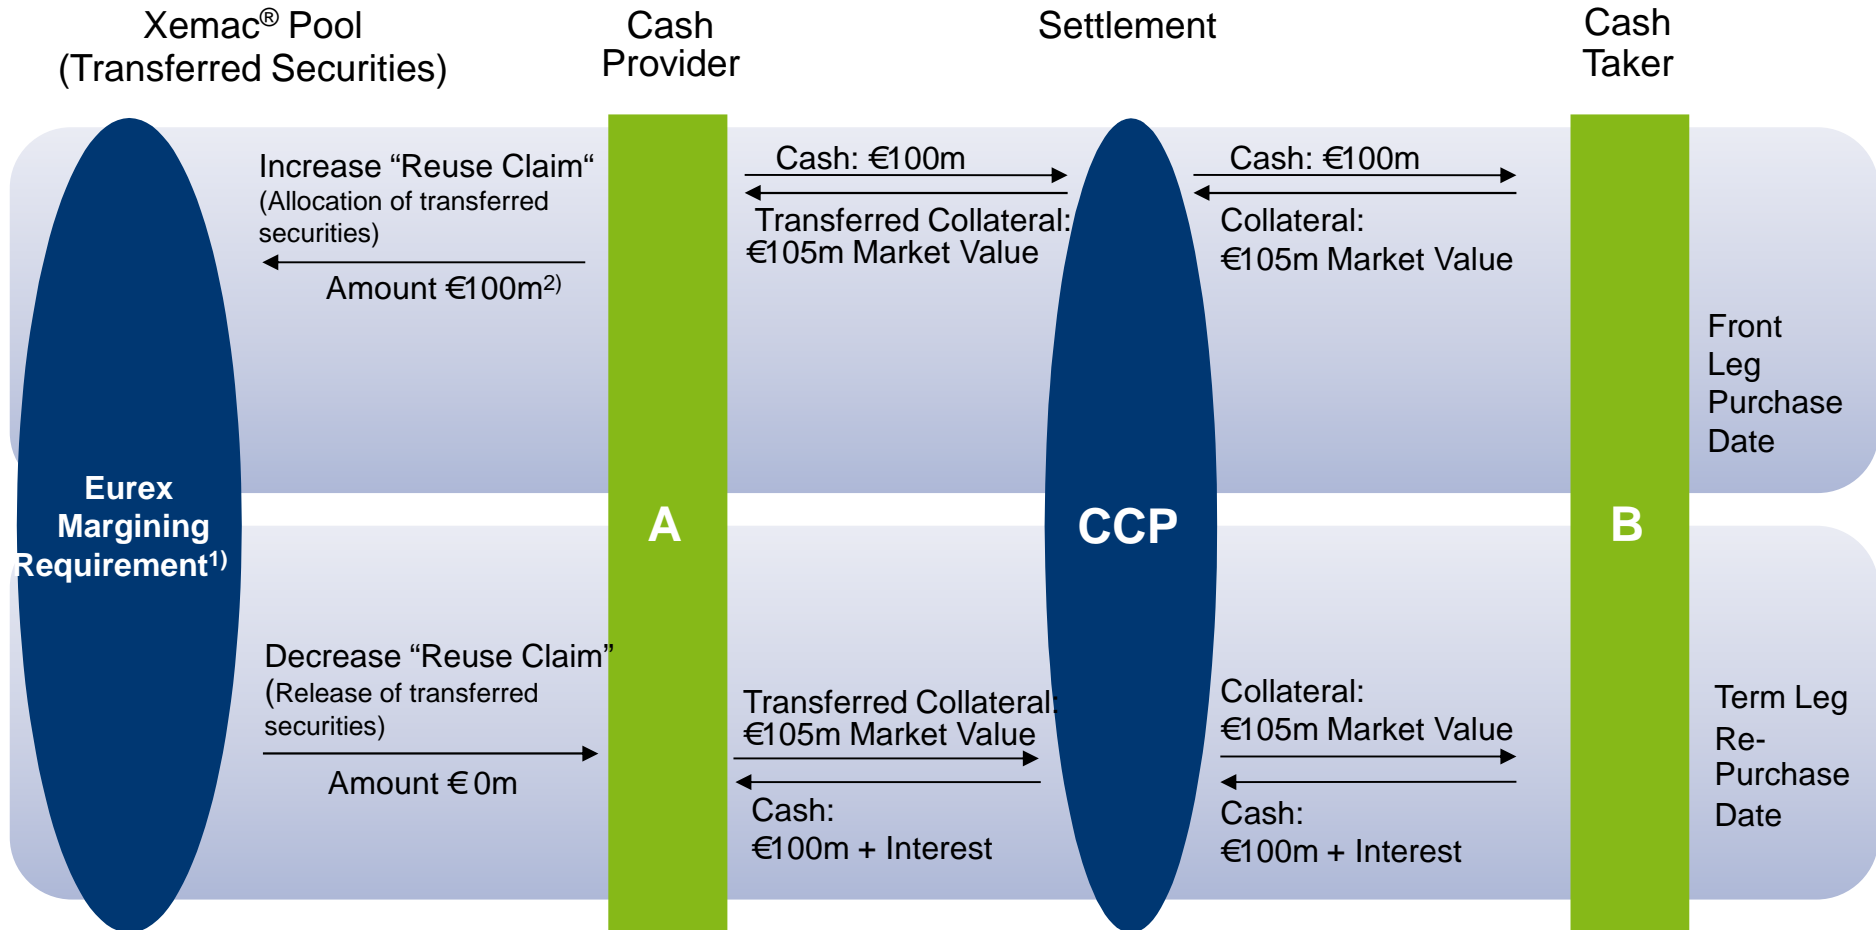 Xemac® Pool
(Transferred Securities)
Cash
Provider
Settlement
Cash
Taker
Increase “Reuse Claim“
(Allocation of transferred
securities)
Amount €100m2)
Cash: €100m
Transferred Collateral:
€105m Market Value
Cash: €100m
Collateral:
€105m Market Value
Front
Leg
Purchase
Date
Eurex
Margining
Requirement1)
A
CCP
B
Decrease “Reuse Claim”
(Release of transferred
securities)
Amount € 0m
Transferred Collateral:
€105m Market Value
Cash:
€100m + Interest
Collateral:
€105m Market Value
Cash:
€100m + Interest
Term Leg
Re-
Purchase
Date